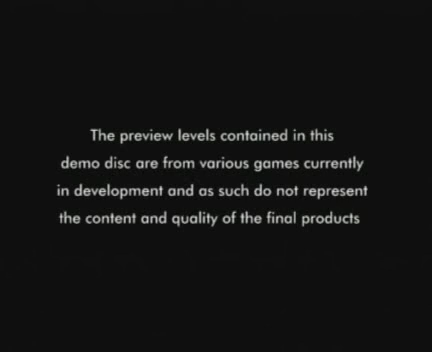 The preview levels contained in this
demo disc are from various games currently
in development and as such do not represent
the content and quality of the final products